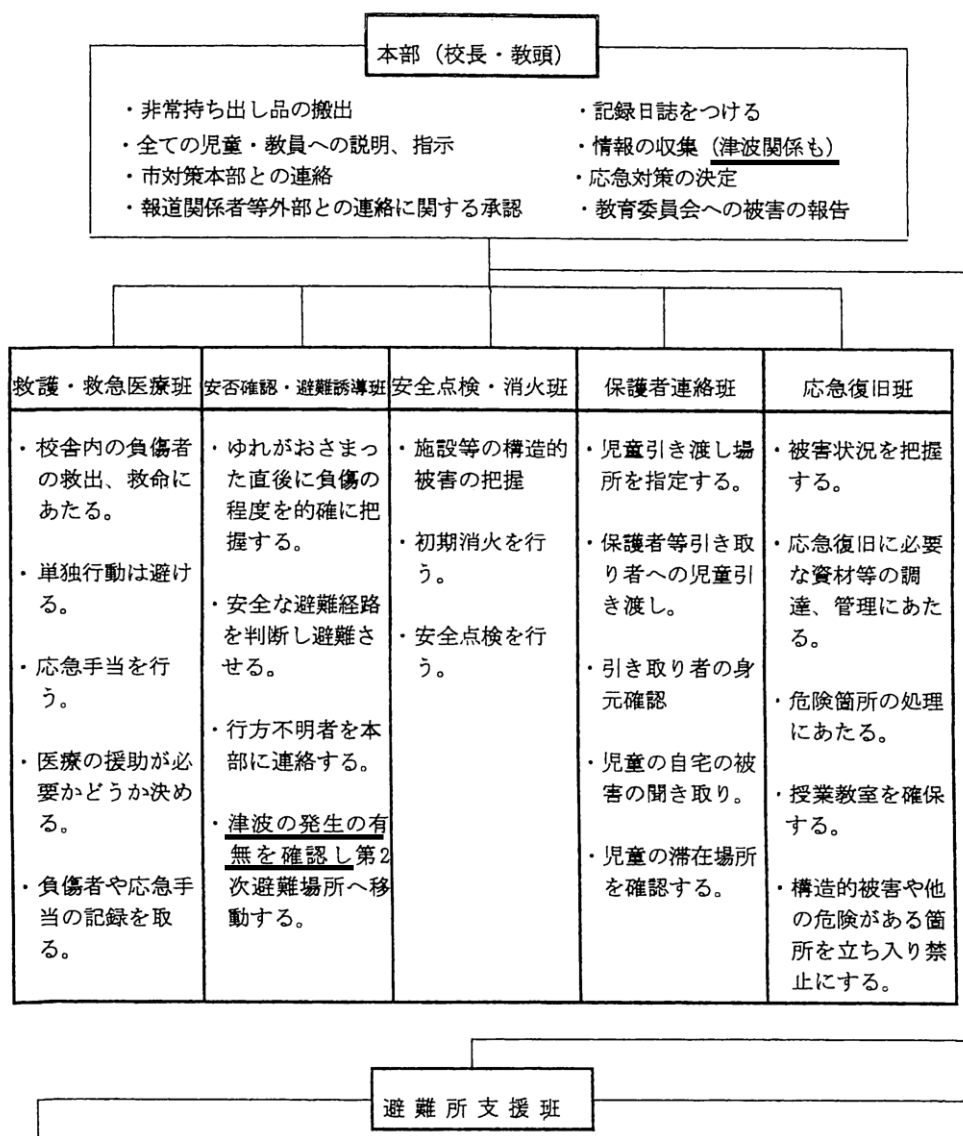 本部（校長・教頭）
・非常持ち出し品の搬出
・全ての児童・教員への説明、指示
・市対策本部との連絡
・報道関係者等外部との連絡に関する承認
・記録日誌をつける
・情報の収集（津波関係も）
・応急対策の決定
・教育委員会への被害の報告
救護・救急医療班
・校舎内の負傷者
の救出、救命に
あたる。
・単独行動は避け
る。
・応急手当を行
う。
・医療の援助が必
要かどうか決め
る。
・負傷者や応急手
当の記録を取
る。
安否確認・避難誘導班
・ゆれがおさまっ
た直後に負傷の
程度を的確に把
握する。
・安全な避難経路
を判断し避難さ
せる。
・行方不明者を本
部に連絡する。
・津波の発生の有
無を確認し第2
次避難場所へ移
動する。
安全点検・消火班
・施設等の構造的
被害の把握
・初期消火を行
う。
・安全点検を行
う。
保護者連絡班
・児童引き渡し場
所を指定する。
・保護者等引き取
り者への児童引
き渡し。
・引き取り者の身
元確認
・児童の自宅の被
害の聞き取り。
・児童の滞在場所
を確認する。
応急復旧班
・被害状況を把握
する。
・応急復旧に必要
な資材等の調
達、管理にあた
る。
・危険箇所の処理
にあたる。
・授業教室を確保
する。
・構造的被害や他
の危険がある箇
所を立ち入り禁
止にする。
避難所支援班